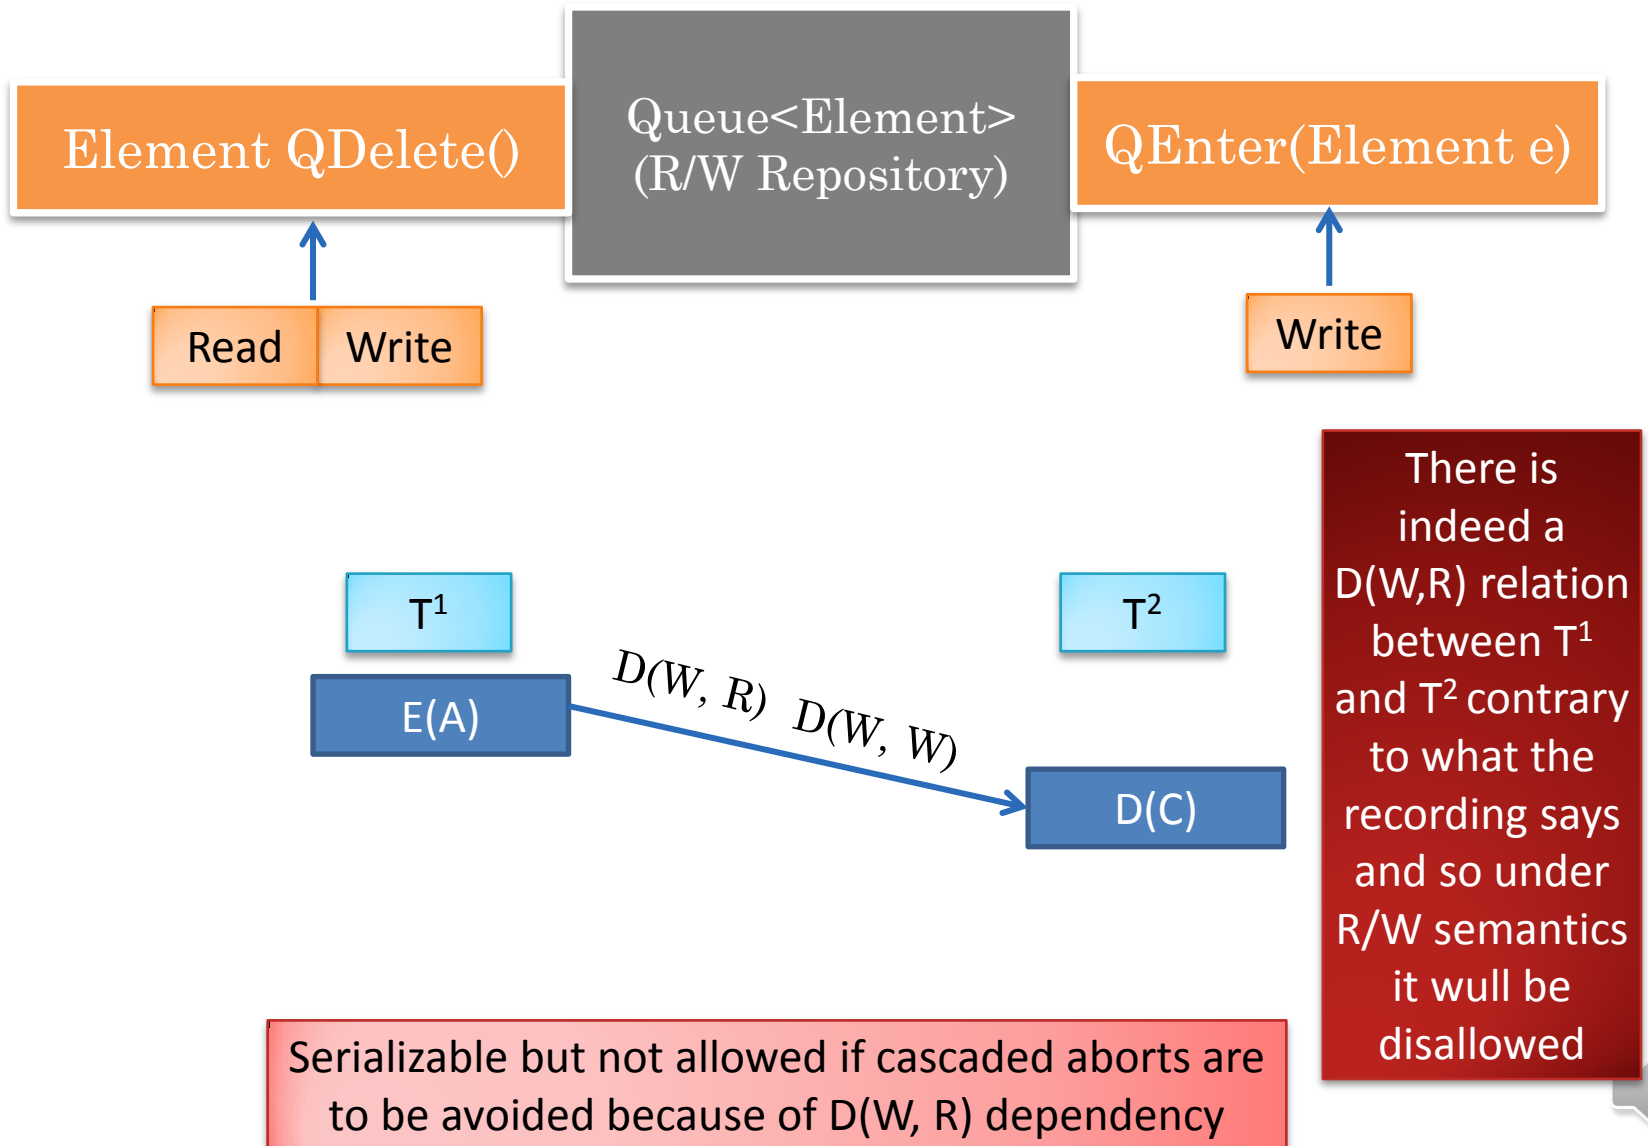 Element QDelete()
Queue<Element>
(R/W Repository)
QEnter(Element e)
Read
Write
Write
T¹
T²
E(A)
D(W, R) D(W, W)
D(C)
There is
indeed a
D(W,R) relation
between T¹
and T² contrary
to what the
recording says
and so under
R/W semantics
it wull be
disallowed
Serializable but not allowed if cascaded aborts are
to be avoided because of D(W, R) dependency